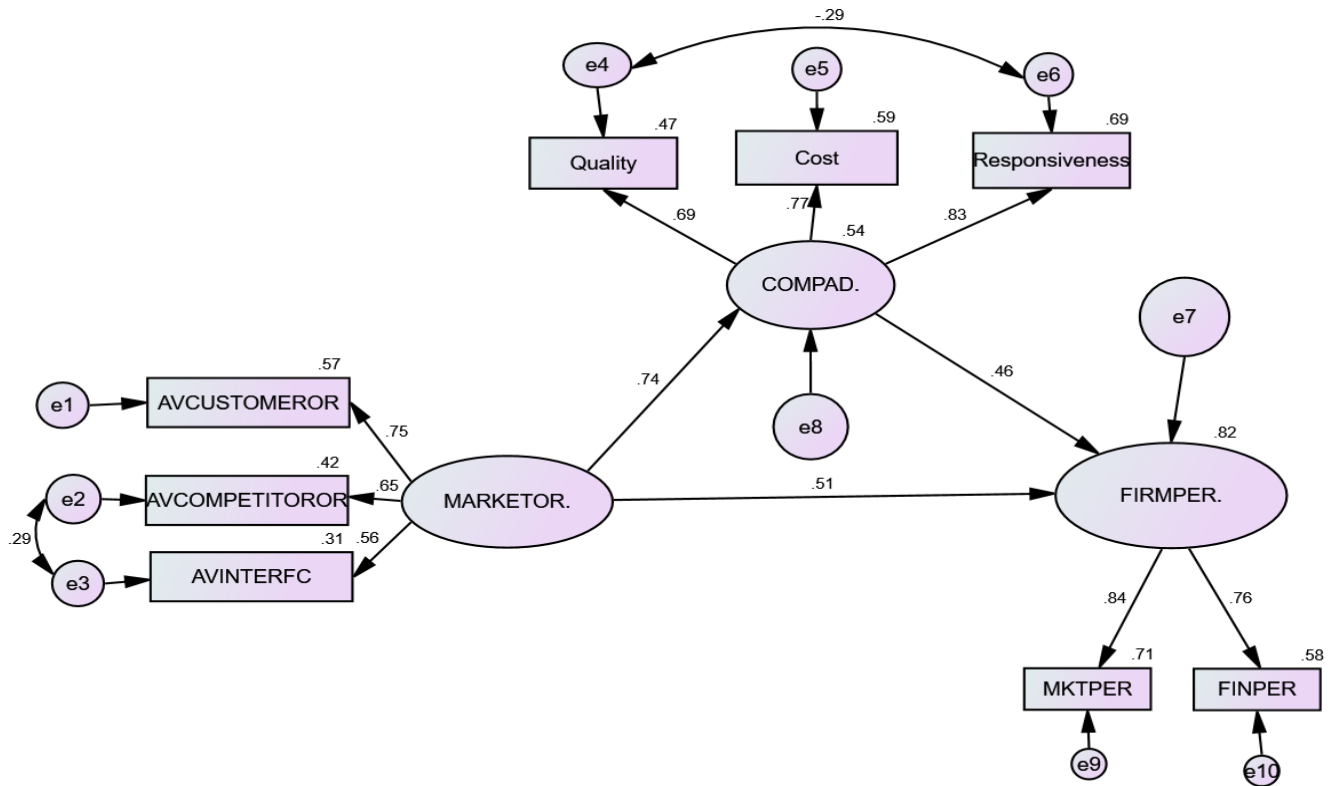 -.29
e4
e5
e6
.47
.59
.69
Quality
Cost
Responsiveness
.69
.77
.83
.54
COMPAD.
e7
.57
.74
.46
e1
AVCUSTOMEROR
e8
.75
.82
.42
e2
AVCOMPETITOROR
.65
MARKETOR.
.51
FIRMPER.
.29
.31
.56
e3
AVINTERFC
.84
.76
.71
.58
MKTPER
FINPER
e9
e10